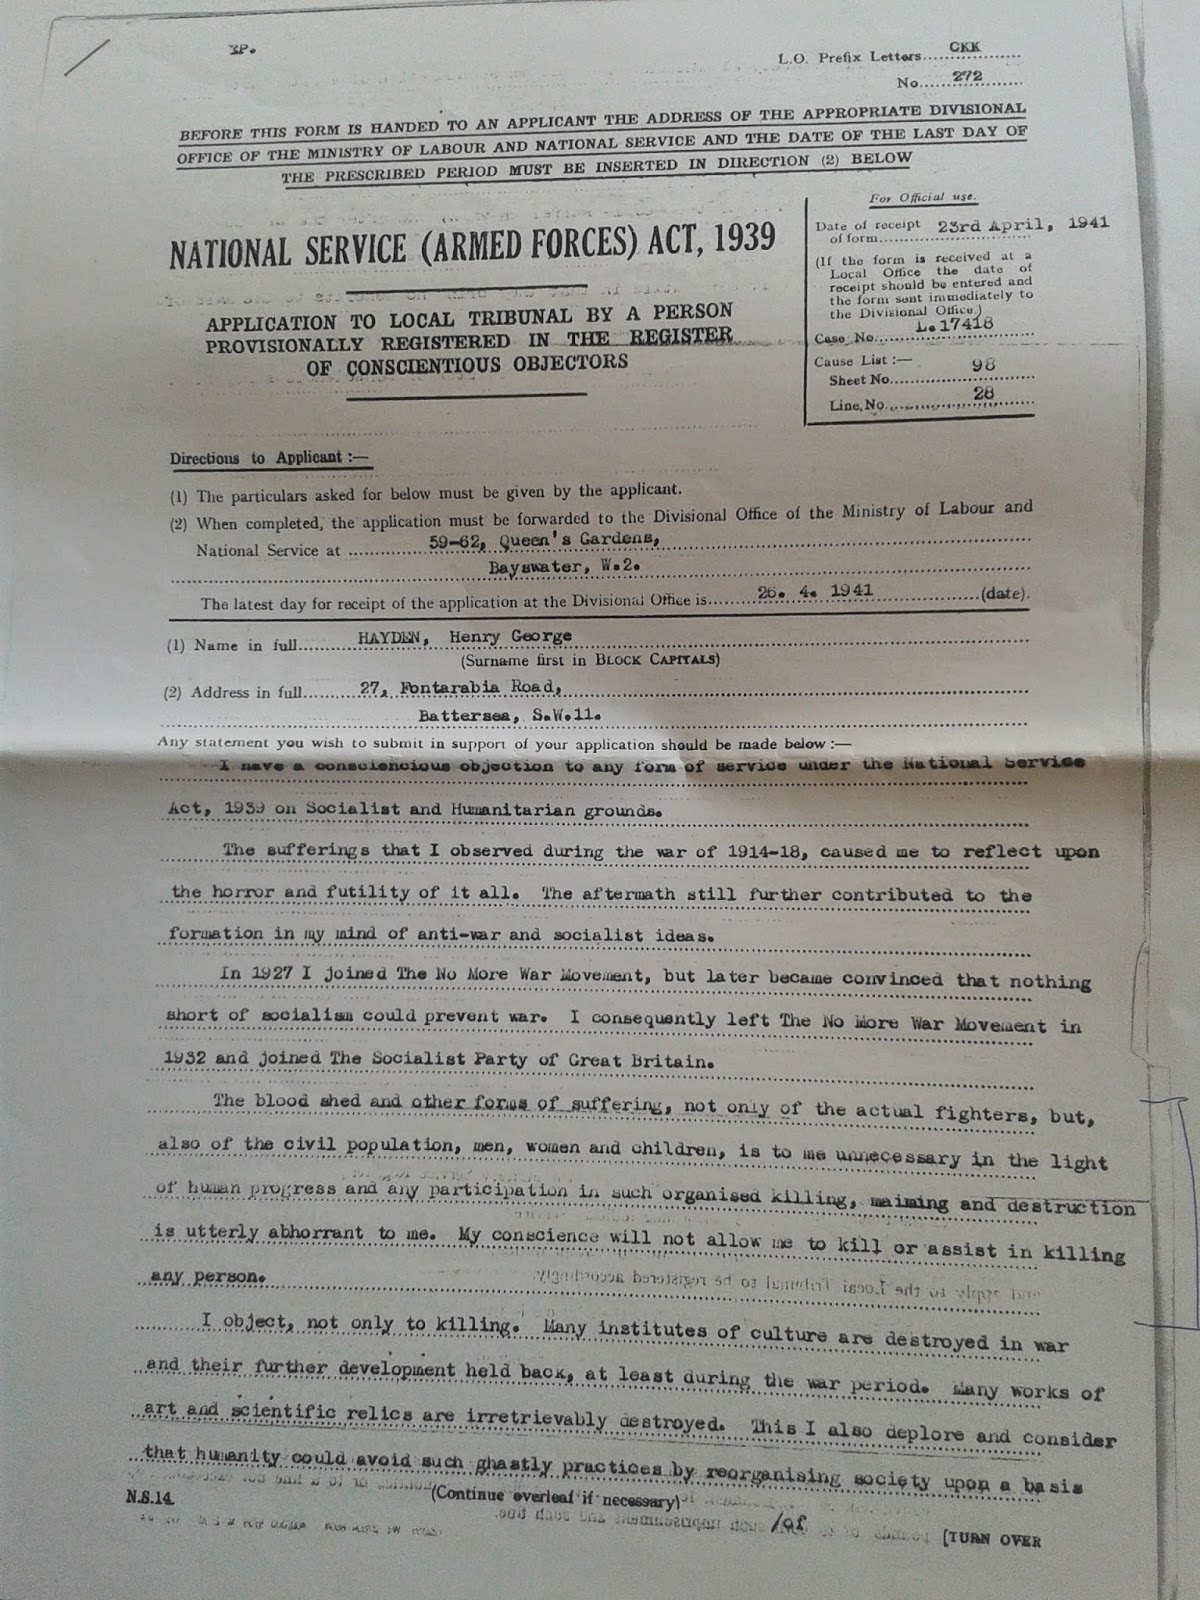 L.O. Prefix Letters CKK
No. 272
BEFORE THIS FORM IS HANDED TO AN APPLICANT THE ADDRESS OF THE APPROPRIATE DIVISIONAL
OFFICE OF THE MINISTRY OF LABOUR AND NATIONAL SERVICE AND THE DATE OF THE LAST DAY OF
THE PRESCRIBED PERIOD MUST BE INSERTED IN DIRECTION (2) BELOW
NATIONAL SERVICE (ARMED FORCES) ACT, 1939
APPLICATION TO LOCAL TRIBUNAL BY A PERSON
PROVISIONALLY REGISTERED IN THE REGISTER
OF CONSCIENTIOUS OBJECTORS
For Official use.
Date of receipt
of form 23rd April, 1941
(If the form is received at a
Local Office the date of
receipt should be entered and
the form sent immediately to
the Divisional Office.)
Case No. L.17418
Cause List :—
Sheet No. 98
Line No. 28
Directions to Applicant :—
(1) The particulars asked for below must be given by the applicant.
(2) When completed, the application must be forwarded to the Divisional Office of the Ministry of Labour and
National Service at 59-62, Queen's Gardens,
Bayswater, W.2.
The latest day for receipt of the application at the Divisional Office is 26. 4. 1941 (date).
(1) Name in full HAYDEN, Henry George
(Surname first in BLOCK CAPITALS)
(2) Address in full 27, Fontarabia Road,
Battersea, S.W.11.
Any statement you wish to submit in support of your application should be made below :—
I have a consciencious objection to any form of service under the National Service
Act, 1939 on Socialist and Humanitarian grounds.
The sufferings that I observed during the war of 1914-18, caused me to reflect upon
the horror and futility of it all. The aftermath still further contributed to the
formation in my mind of anti-war and socialist ideas.
In 1927 I joined The No More War Movement, but later became convinced that nothing
short of socialism could prevent war. I consequently left The No More War Movement in
1932 and joined The Socialist Party of Great Britain.
The blood shed and other forms of suffering, not only of the actual fighters, but,
also of the civil population, men, women and children, is to me unnecessary in the light
of human progress and any participation in such organised killing, maiming and destruction
is utterly abhorrant to me. My conscience will not allow me to kill or assist in killing
any person.
I object, not only to killing. Many institutes of culture are destroyed in war
and their further development held back, at least during the war period. Many works of
art and scientific relics are irretrievably destroyed. This I also deplore and consider
that humanity could avoid such ghastly practices by reorganising society upon a basis
N.S.14.
(Continue overleaf if necessary)
/of
[TURN OVER